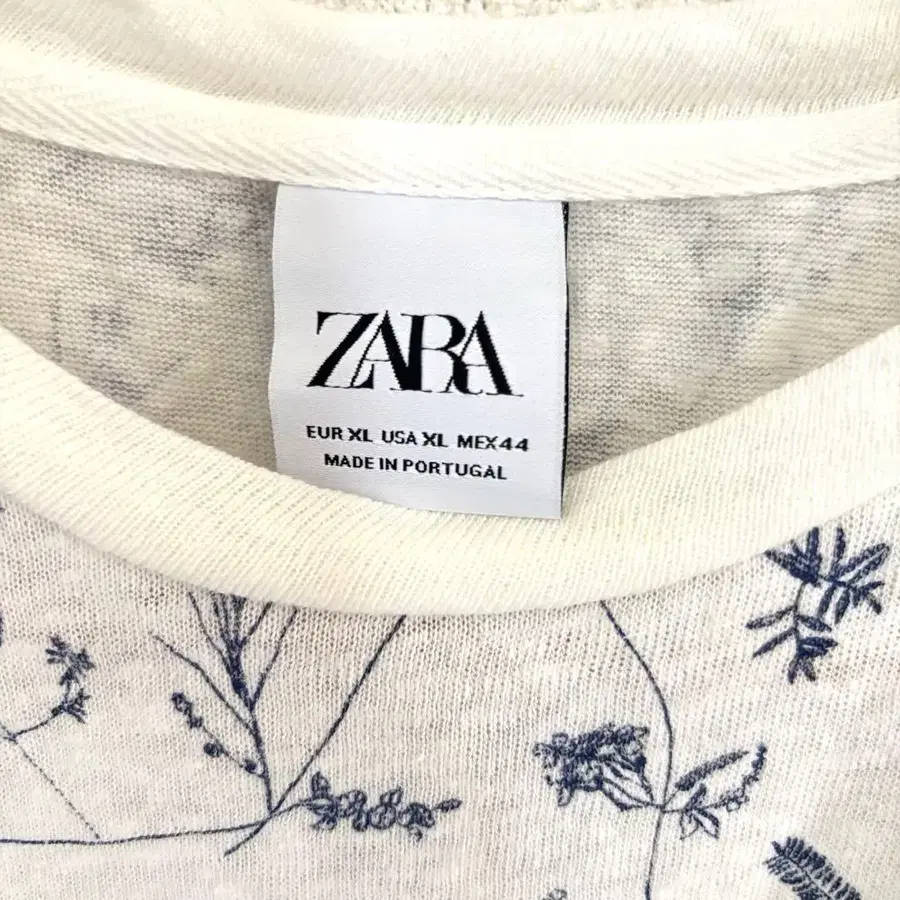 ZARA
EUR XL USA XL MEX44
MADE IN PORTUGAL